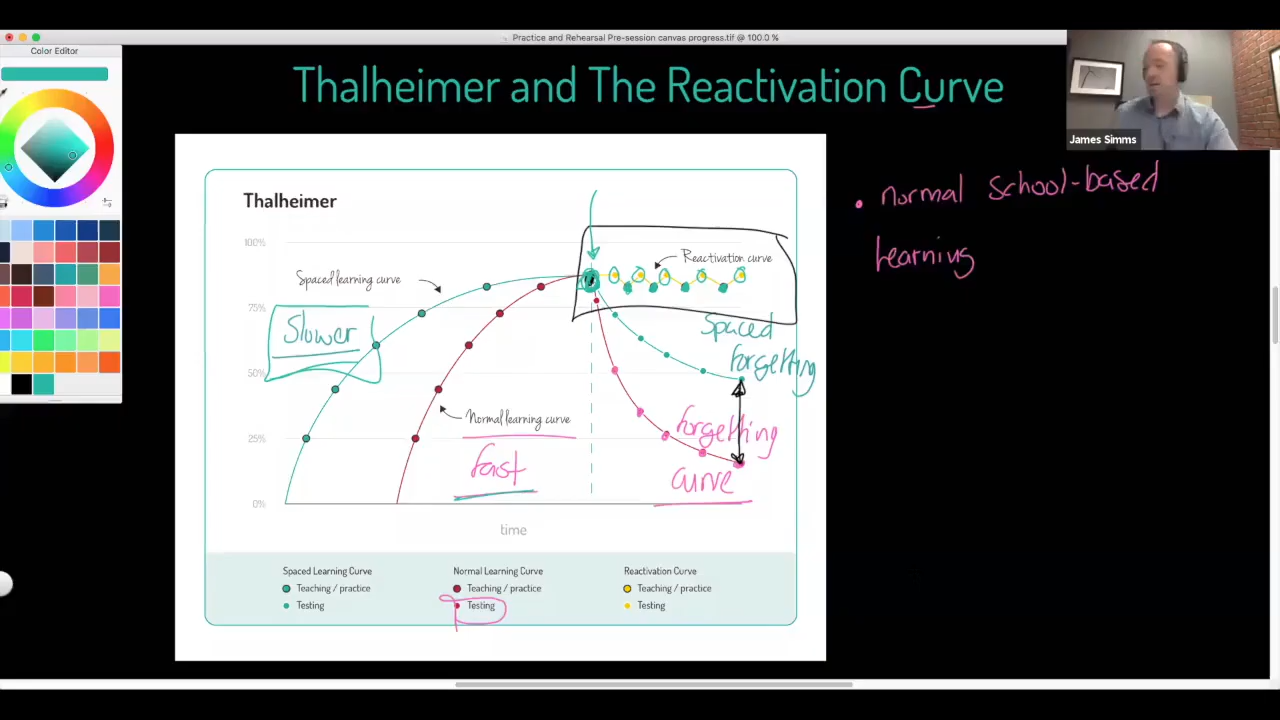 Practice and Rehearsal Pre-session canvas progress.tif @ 100.0 %
Color Editor
Thalheimer and The Reactivation Curve
James Simms
• normal school-based
learning
Thalheimer
100%
75%
50%
25%
0%
Spaced learning curve
Reactivation curve
Slower
Spaced
forgetting
Normal learning curve
fast
forgetting
curve
time
Spaced Learning Curve
Teaching / practice
Testing
Normal Learning Curve
Teaching / practice
Testing
Reactivation Curve
Teaching / practice
Testing